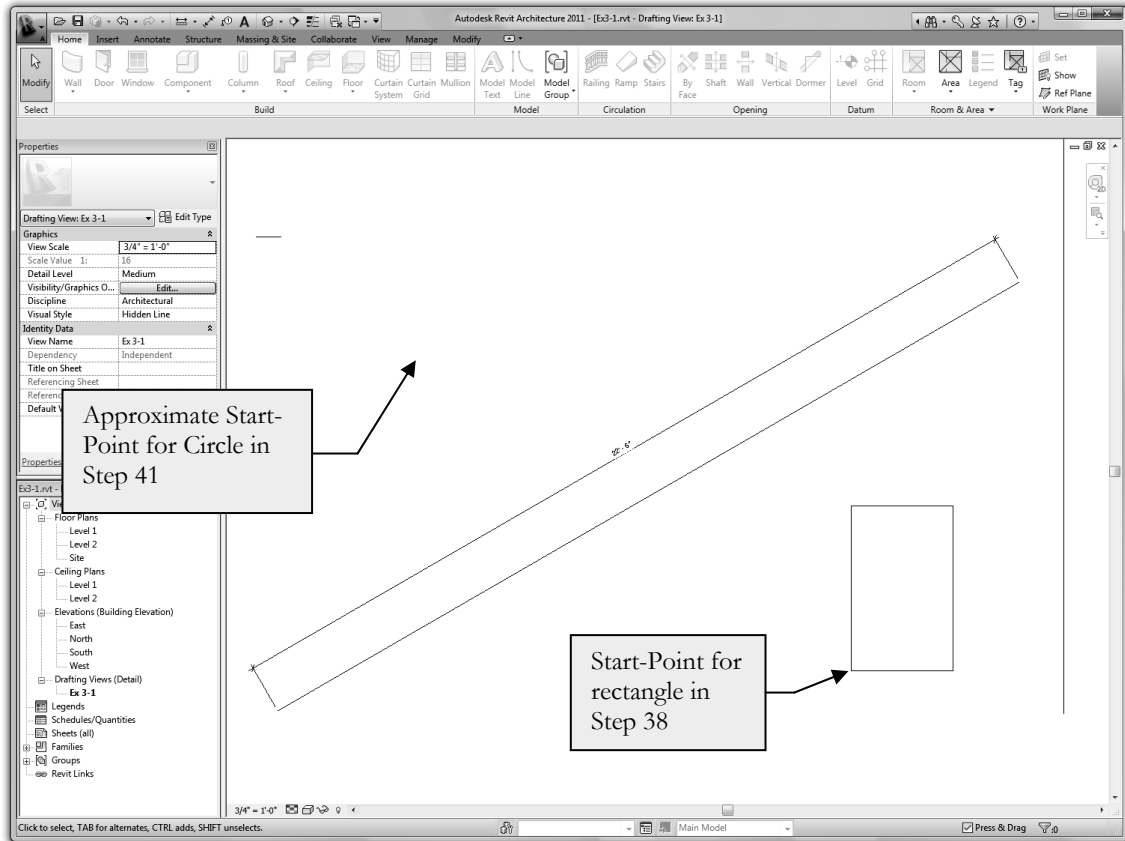 Autodesk Revit Architecture 2011 - [Ex3-1.rvt - Drafting View: Ex 3-1]
Home Insert Annotate Structure Massing & Site Collaborate View Manage Modify
Modify Wall Door Window Component Column Roof Ceiling Floor Curtain System Curtain Grid Mullion Model Text Model Line Model Group Railing Ramp Stairs By Face Shaft Wall Vertical Dormer Level Grid Room Area Legend Tag Set Show Ref Plane
Select Build Model Circulation Opening Datum Room & Area Work Plane
Properties
Drafting View: Ex 3-1 Edit Type
Graphics
View Scale 3/4" = 1'-0"
Scale Value 1: 16
Detail Level Medium
Visibility/Graphics O... Edit...
Discipline Architectural
Visual Style Hidden Line
Identity Data
View Name Ex 3-1
Dependency Independent
Title on Sheet
Referencing Sheet
Approximate Start-
Point for Circle in
Step 41
22' - 6"
Properties
Ex3-1.rvt -
Floor Plans
Level 1
Level 2
Site
Ceiling Plans
Level 1
Level 2
Elevations (Building Elevation)
East
North
South
West
Drafting Views (Detail)
Ex 3-1
Legends
Schedules/Quantities
Sheets (all)
Families
Groups
Revit Links
Start-Point for
rectangle in
Step 38
2D
3/4" = 1'-0"
Click to select, TAB for alternates, CTRL adds, SHIFT unselects.
Main Model
Press & Drag
:0